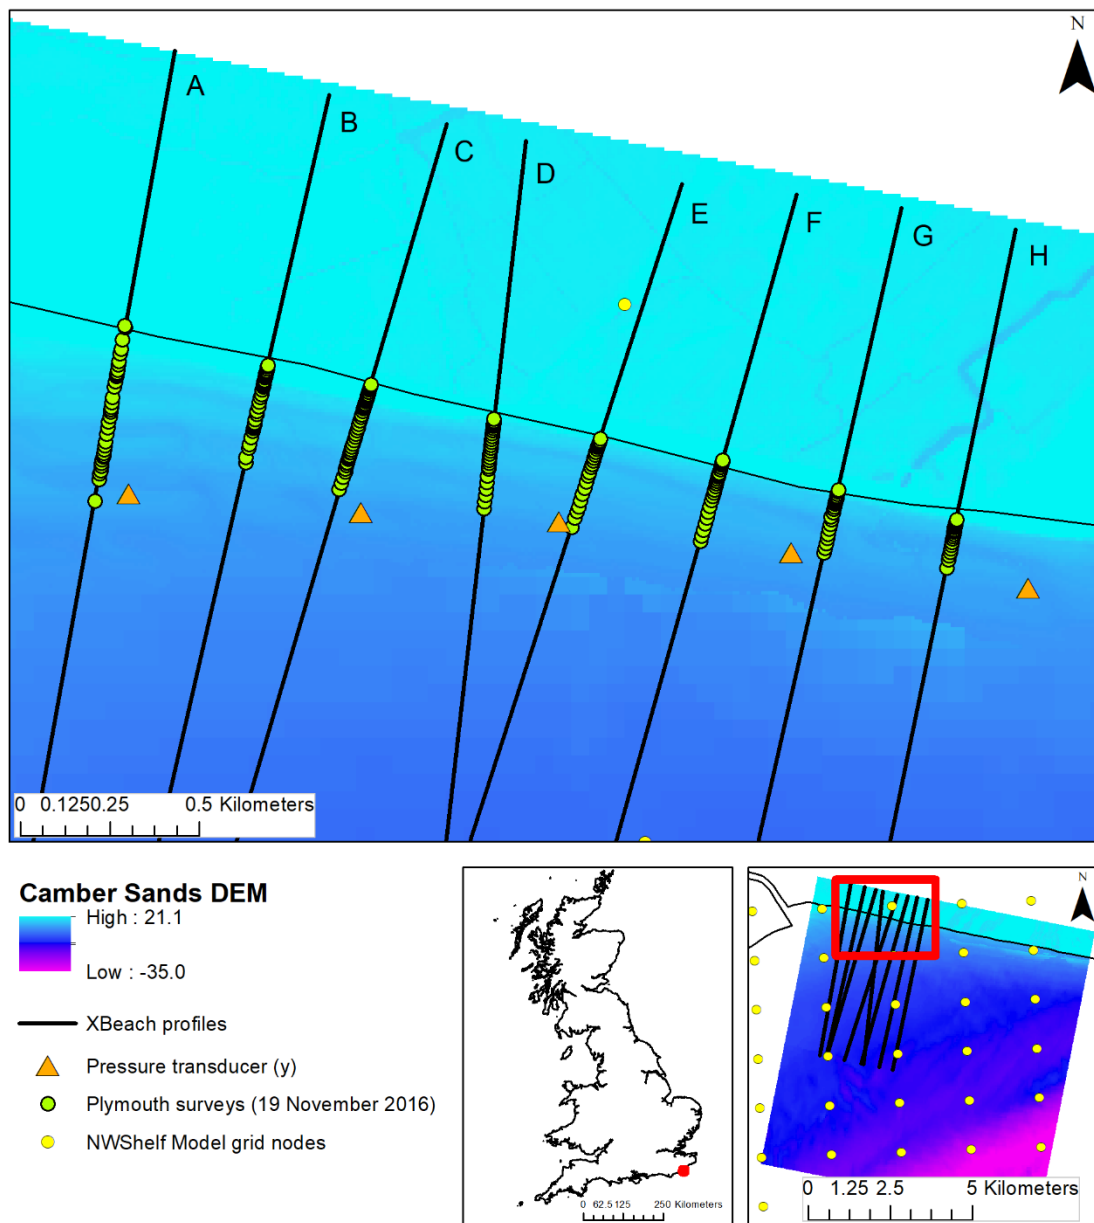 N
A
B
C
D
E
F
G
H
0 0.1250.25 0.5 Kilometers
Camber Sands DEM
High : 21.1
Low : -35.0
XBeach profiles
Pressure transducer (y)
Plymouth surveys (19 November 2016)
NWShelf Model grid nodes
0 62.5 125 250 Kilometers
N
0 1.25 2.5 5 Kilometers